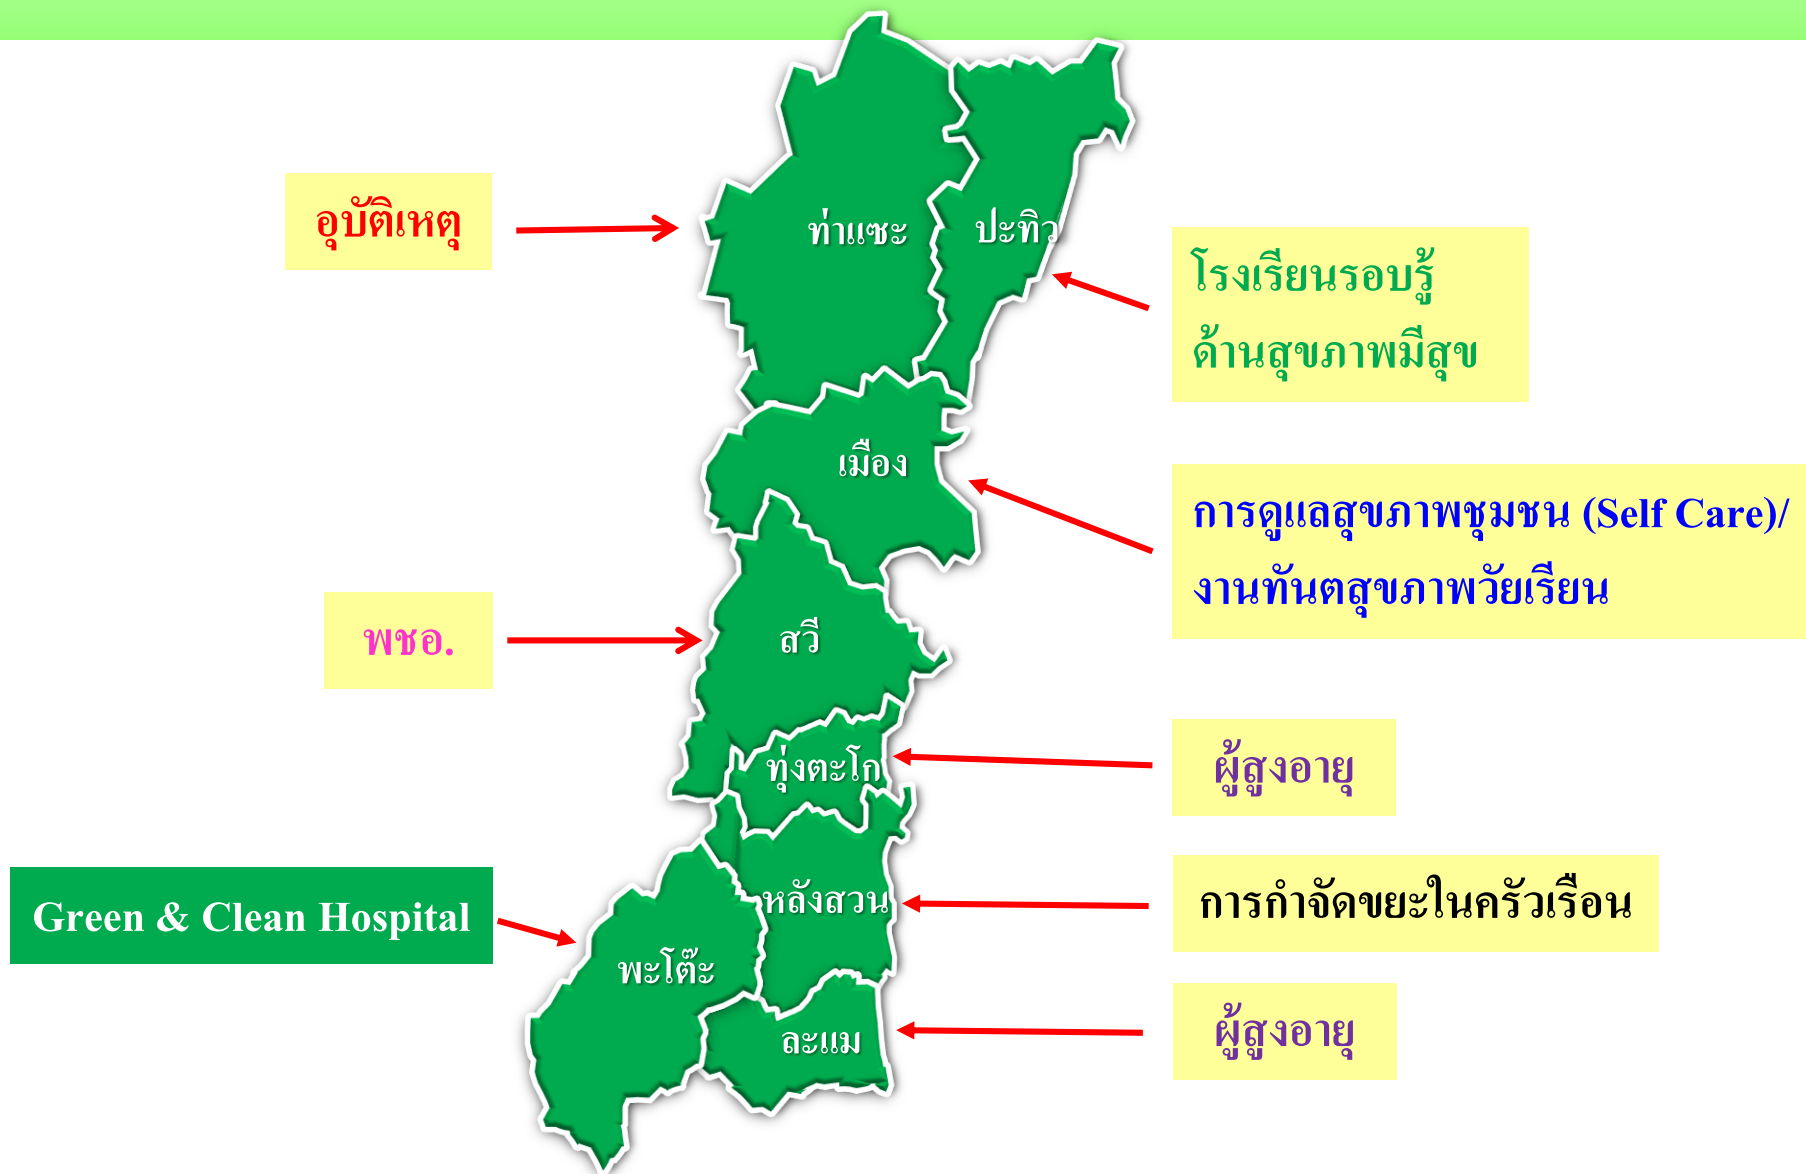 อุบัติเหตุ
ท่าแซะ
ปะทิว
โรงเรียนรอบรู้
ด้านสุขภาพมีสุข
เมือง
การดูแลสุขภาพชุมชน (Self Care)/
งานทันตสุขภาพวัยเรียน
พชอ.
สวี
ทุ่งตะโก
ผู้สูงอายุ
หลังสวน
การกำจัดขยะในครัวเรือน
Green & Clean Hospital
พะโต๊ะ
ละแม
ผู้สูงอายุ